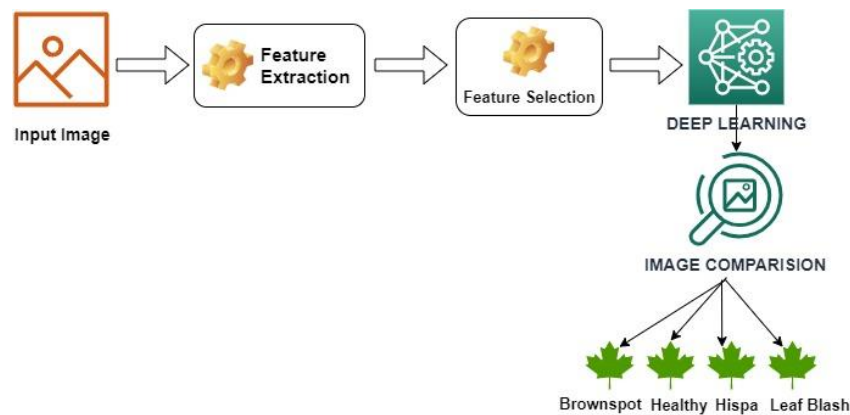 Input Image
Feature
Extraction
Feature Selection
DEEP LEARNING
IMAGE COMPARISION
Brownspot Healthy Hispa Leaf Blash